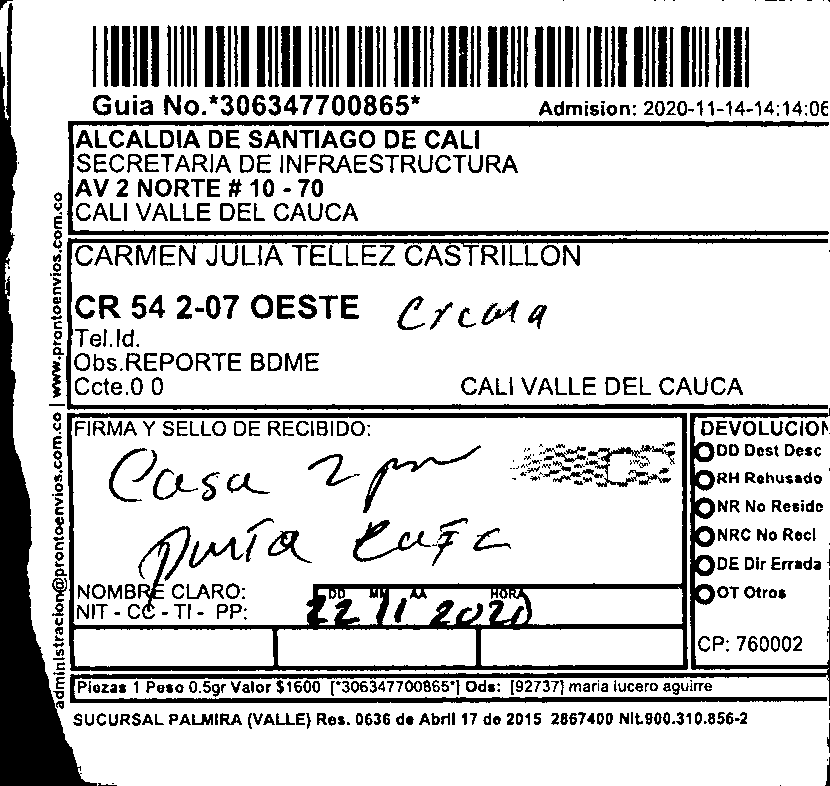 Guia No.*306347700865*
Admision: 2020-11-14-14:14:06
ALCALDIA DE SANTIAGO DE CALI
SECRETARIA DE INFRAESTRUCTURA
AV 2 NORTE # 10 - 70
CALI VALLE DEL CAUCA
CARMEN JULIA TELLEZ CASTRILLON
CR 54 2-07 OESTE
Tel.Id.
Obs.REPORTE BDME
Ccte.0 0
CALI VALLE DEL CAUCA
administracion@prontoenvios.com.co | www.prontoenvios.com.co
FIRMA Y SELLO DE RECIBIDO:
Casa 2 pm
puria cafe
NOMBRE CLARO:
NIT - CC - TI - PP:
DD MM AA HORA
22 11 2020
DEVOLUCION
DD Dest Desc
RH Rehusado
NR No Reside
NRC No Recl
DE Dir Errada
OT Otros
CP: 760002
Piezas 1 Peso 0.5gr Valor $1600 [*306347700865*] Ods: [92737] maria lucero aguirre
SUCURSAL PALMIRA (VALLE) Res. 0636 de Abril 17 de 2015 2867400 Nit.900.310.856-2